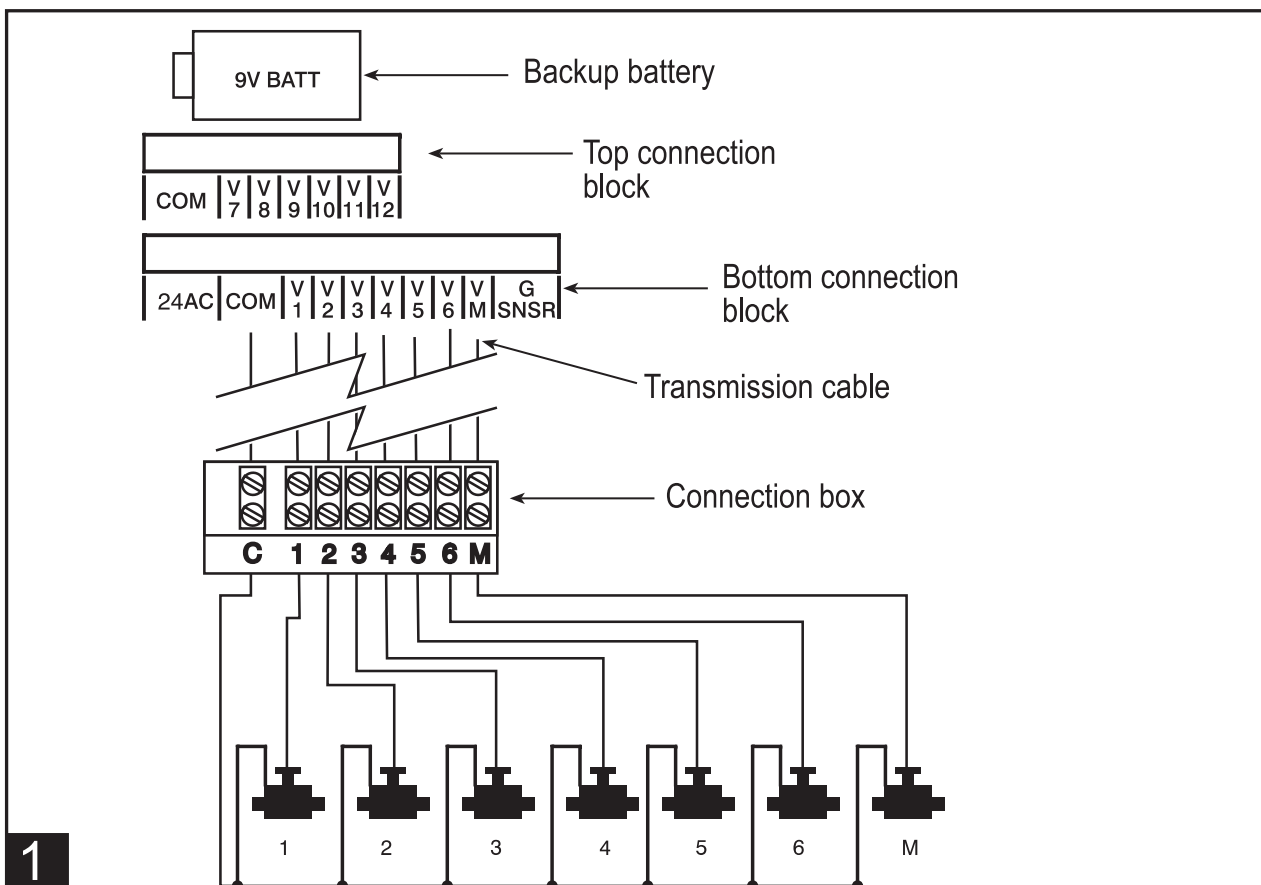 9V BATT
Backup battery
Top connection
block
COM V 7 V 8 V 9 V 10 V 11 V 12
Bottom connection
block
24AC COM V 1 V 2 V 3 V 4 V 5 V 6 V M G SNSR
Transmission cable
Connection box
C 1 2 3 4 5 6 M
1 2 3 4 5 6 M
1